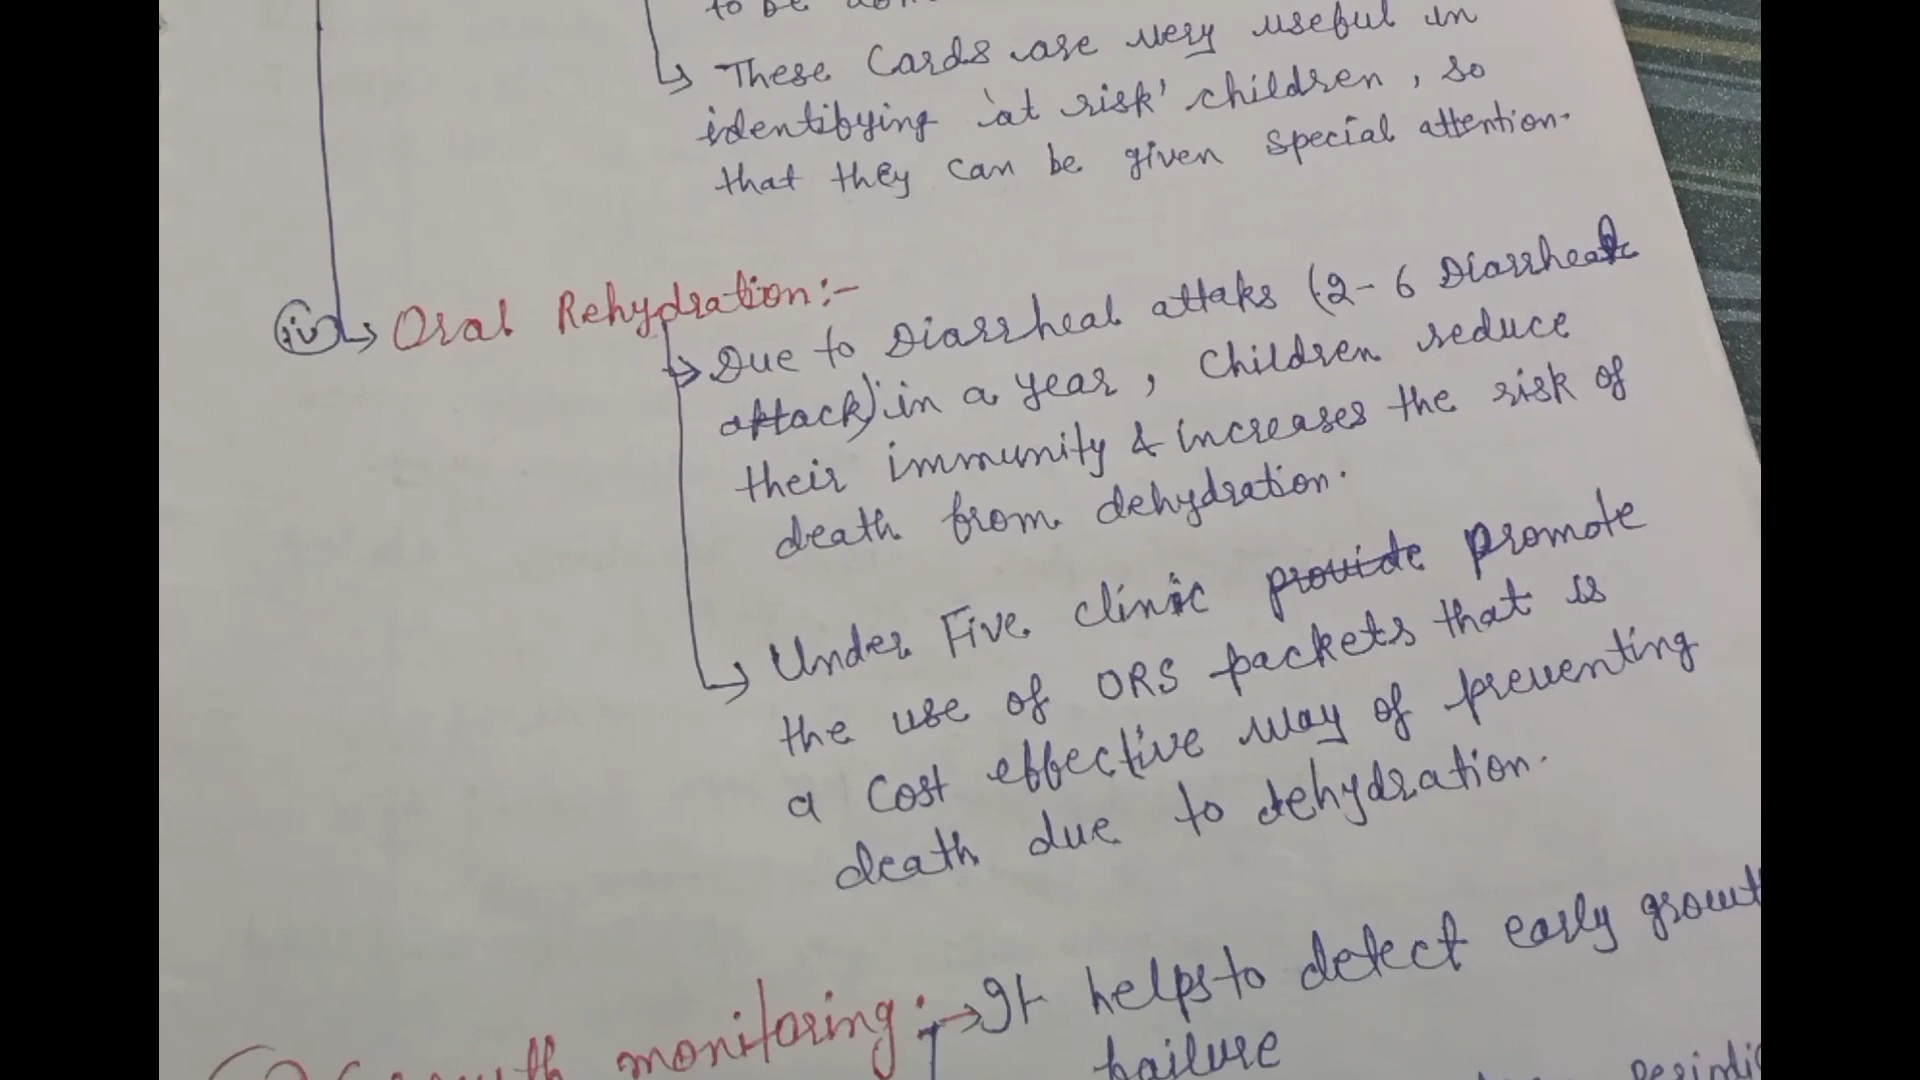 to be
↳ These Cards are very useful in
identifying 'at risk' children, so
that they can be given special attention.
(iv) ↳ Oral Rehydration:-
→ Due to Diarrheal attaks (2-6 Diarrheal
attack) in a year, Children reduce
their immunity & increases the risk of
death from dehydration.
→ Under Five clinic ~~provide~~ promote
the use of ORS packets that is
a cost effective way of preventing
death due to dehydration.
monitoring: → It helps to detect early growt
failure